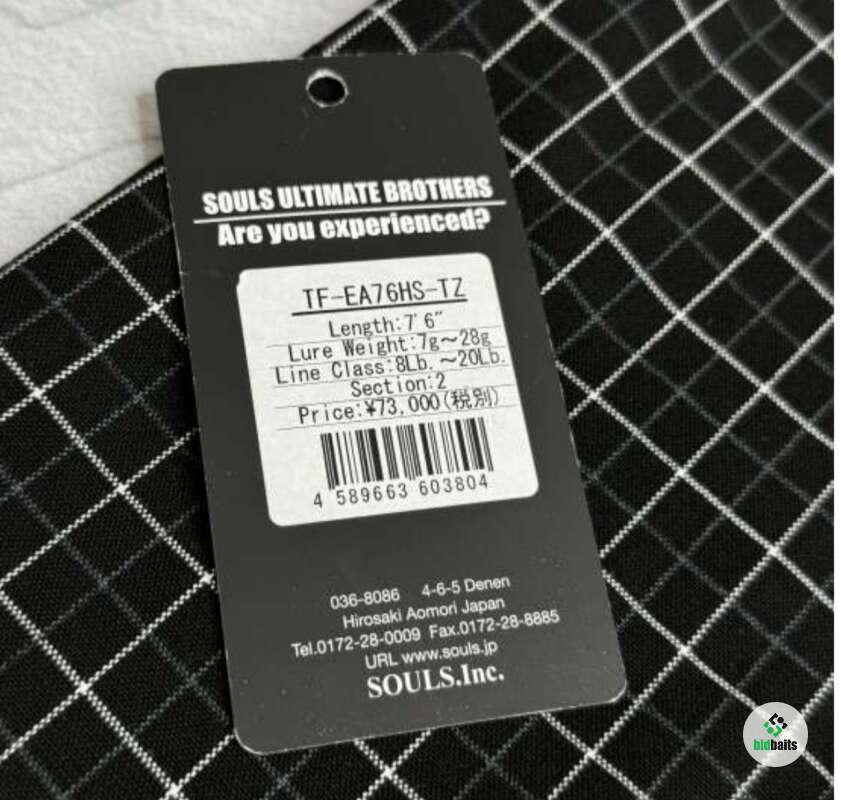 SOULS ULTIMATE BROTHERS
Are you experienced?
TF-EA76HS-TZ
Length:7'6"
Lure Weight:7g～28g
Line Class:8Lb.～20Lb.
Section:2
Price:¥73,000(税別)
4 589663 603804
036-8086 4-6-5 Denen
Hirosaki Aomori Japan
Tel.0172-28-0009 Fax.0172-28-8885
URL www.souls.jp
SOULS.Inc.
bidbaits